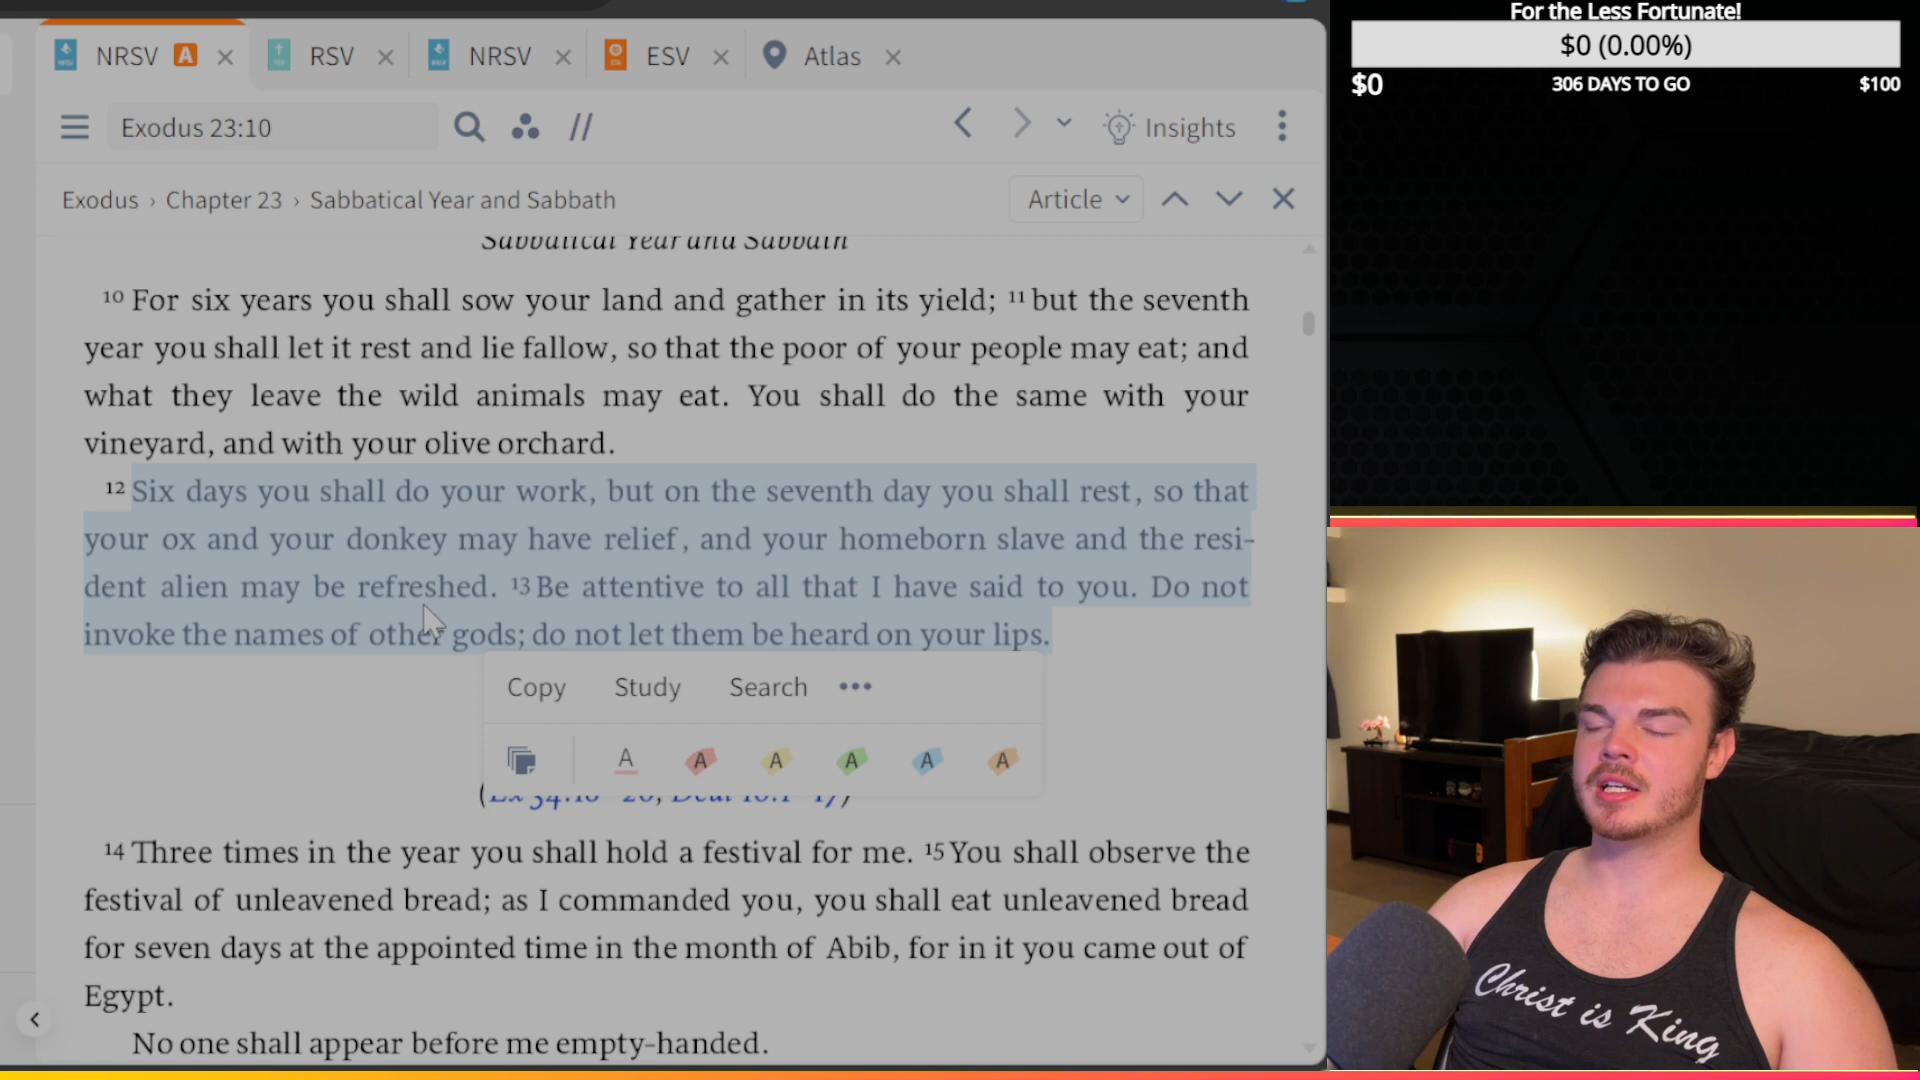 NRSV A
RSV
NRSV
ESV
Atlas
Exodus 23:10
Insights
Exodus › Chapter 23 › Sabbatical Year and Sabbath
Article
Sabbatical Year and Sabbath
10 For six years you shall sow your land and gather in its yield; 11 but the seventh
year you shall let it rest and lie fallow, so that the poor of your people may eat; and
what they leave the wild animals may eat. You shall do the same with your
vineyard, and with your olive orchard.
12 Six days you shall do your work, but on the seventh day you shall rest, so that
your ox and your donkey may have relief, and your homeborn slave and the resi-
dent alien may be refreshed. 13 Be attentive to all that I have said to you. Do not
invoke the names of other gods; do not let them be heard on your lips.
Copy
Study
Search
A A A A A A
14 Three times in the year you shall hold a festival for me. 15 You shall observe the
festival of unleavened bread; as I commanded you, you shall eat unleavened bread
for seven days at the appointed time in the month of Abib, for in it you came out of
Egypt.
No one shall appear before me empty-handed.
For the Less Fortunate!
$0 (0.00%)
$0
306 DAYS TO GO
$100
Christ is King